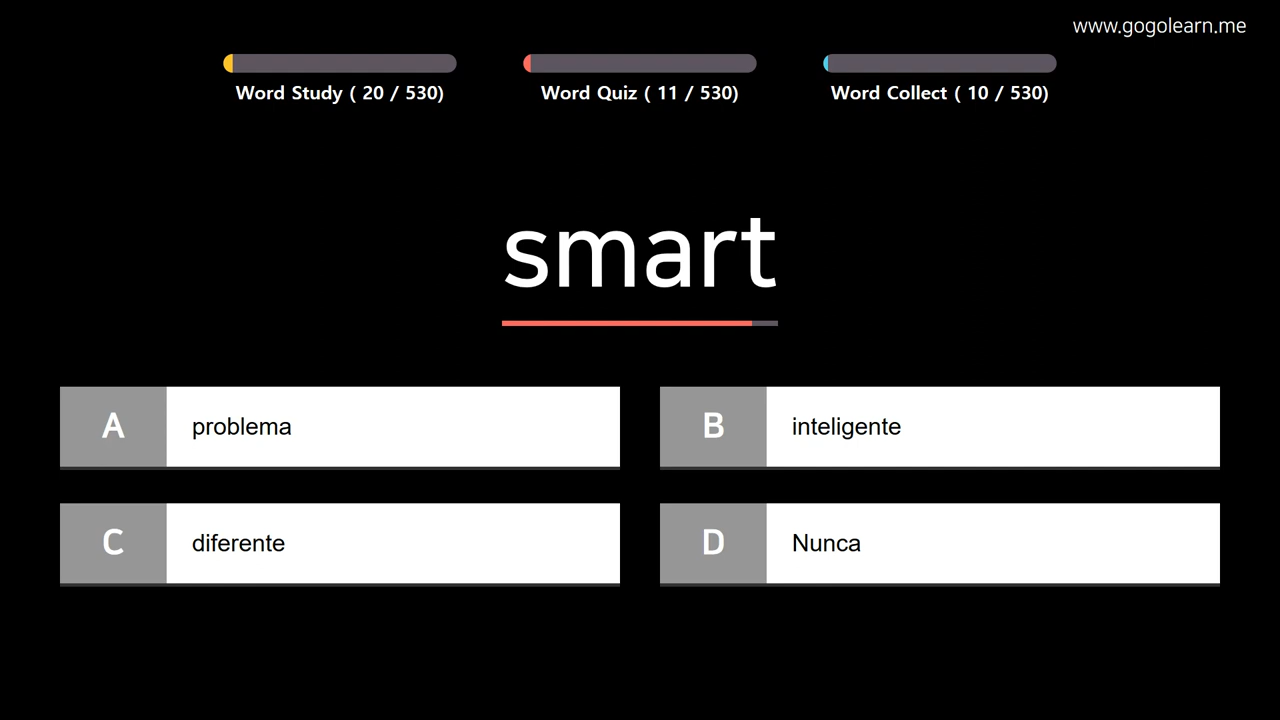 www.gogolearn.me
Word Study ( 20 / 530)
Word Quiz ( 11 / 530)
Word Collect ( 10 / 530)
smart
A problema
B inteligente
C diferente
D Nunca